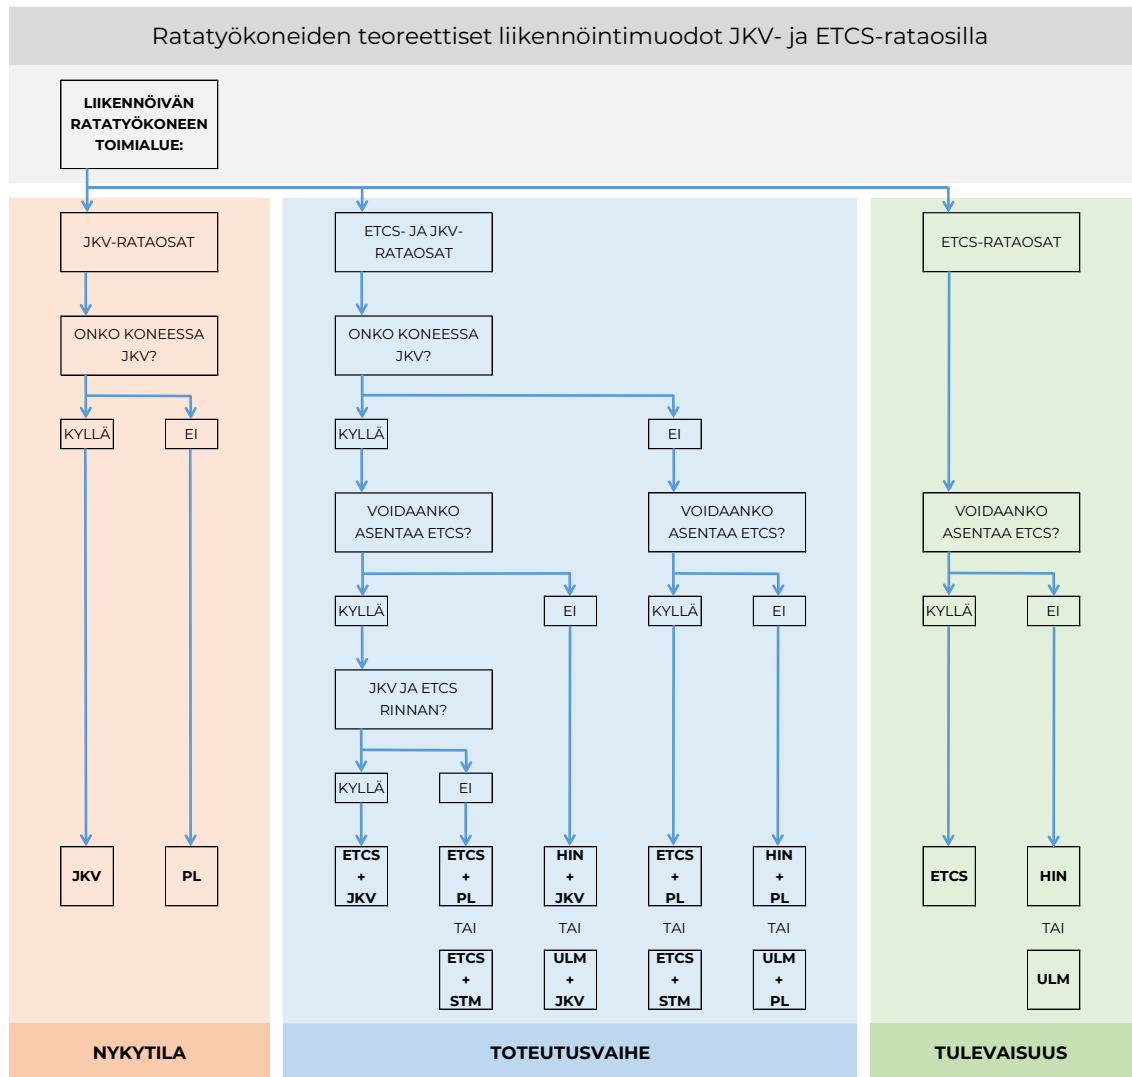 Ratatyökoneiden teoreettiset liikennöintimuodot JKV- ja ETCS-rataosilla
LIIKENNÖIVÄN
RATATYÖKONEEN
TOIMIALUE:
JKV-RATAOSAT
ETCS- JA JKV-
RATAOSAT
ETCS-RATAOSAT
ONKO KONEESSA
JKV?
ONKO KONEESSA
JKV?
KYLLÄ
EI
KYLLÄ
EI
VOIDAANKO
ASENTAA ETCS?
VOIDAANKO
ASENTAA ETCS?
VOIDAANKO
ASENTAA ETCS?
KYLLÄ
EI
KYLLÄ
EI
KYLLÄ
EI
JKV JA ETCS
RINNAN?
KYLLÄ
EI
JKV
PL
ETCS
+
JKV
ETCS
+
PL
HIN
+
JKV
ETCS
+
PL
HIN
+
PL
ETCS
HIN
TAI
TAI
TAI
TAI
TAI
ETCS
+
STM
ULM
+
JKV
ETCS
+
STM
ULM
+
PL
ULM
NYKYTILA
TOTEUTUSVAIHE
TULEVAISUUS